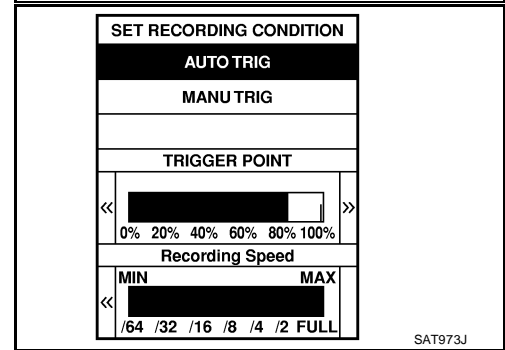 SET RECORDING CONDITION
AUTO TRIG
MANU TRIG
TRIGGER POINT
« »
0% 20% 40% 60% 80% 100%
Recording Speed
MIN MAX
«
/64 /32 /16 /8 /4 /2 FULL
SAT973J